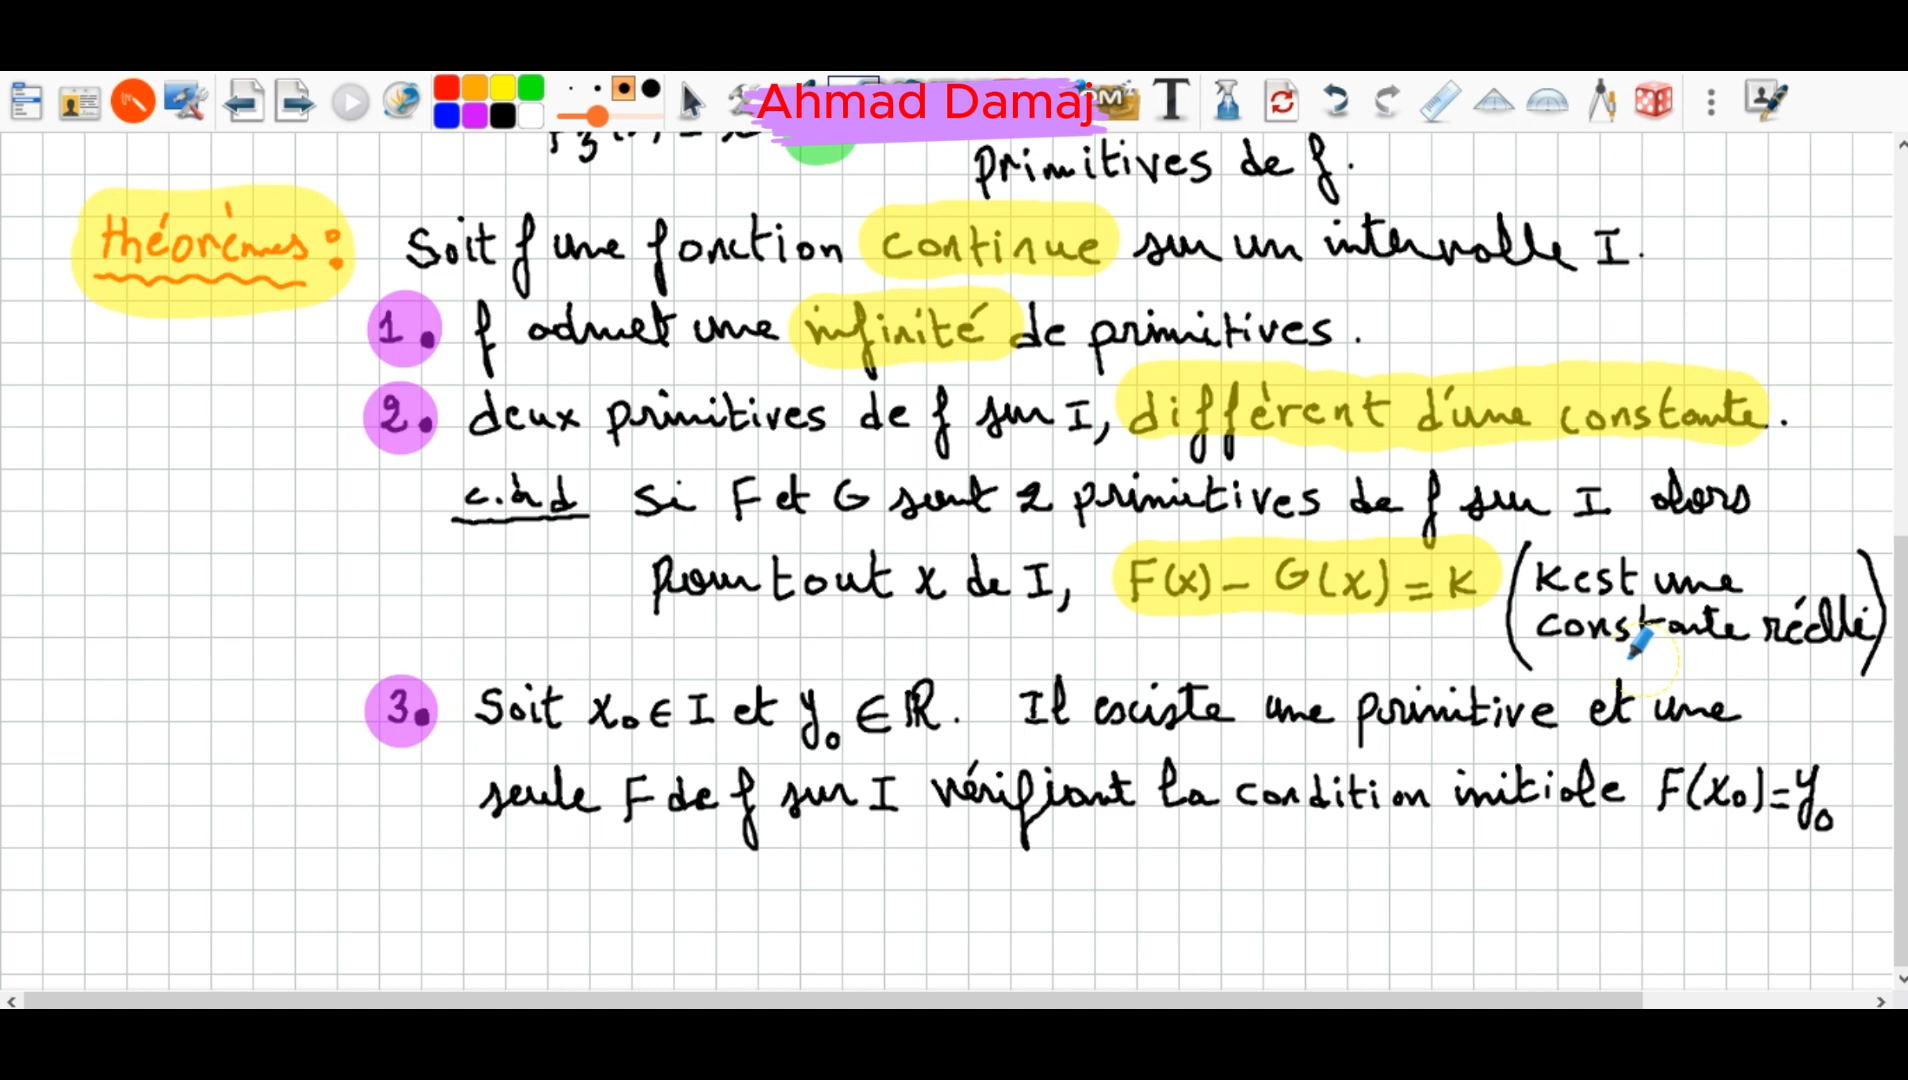 Ahmad Damaj
primitives de f.
théorèmes : Soit f une fonction continue sur un intervalle I.
1. f admet une infinité de primitives.
2. deux primitives de f sur I, diffèrent d'une constante.
c.à.d Si F et G sont 2 primitives de f sur I alors
pour tout x de I, F(x) - G(x) = K (K est une
constante réelle)
3. Soit x₀ ∈ I et y₀ ∈ ℝ. Il existe une primitive et une
seule F de f sur I vérifiant la condition initiale F(x₀)=y₀